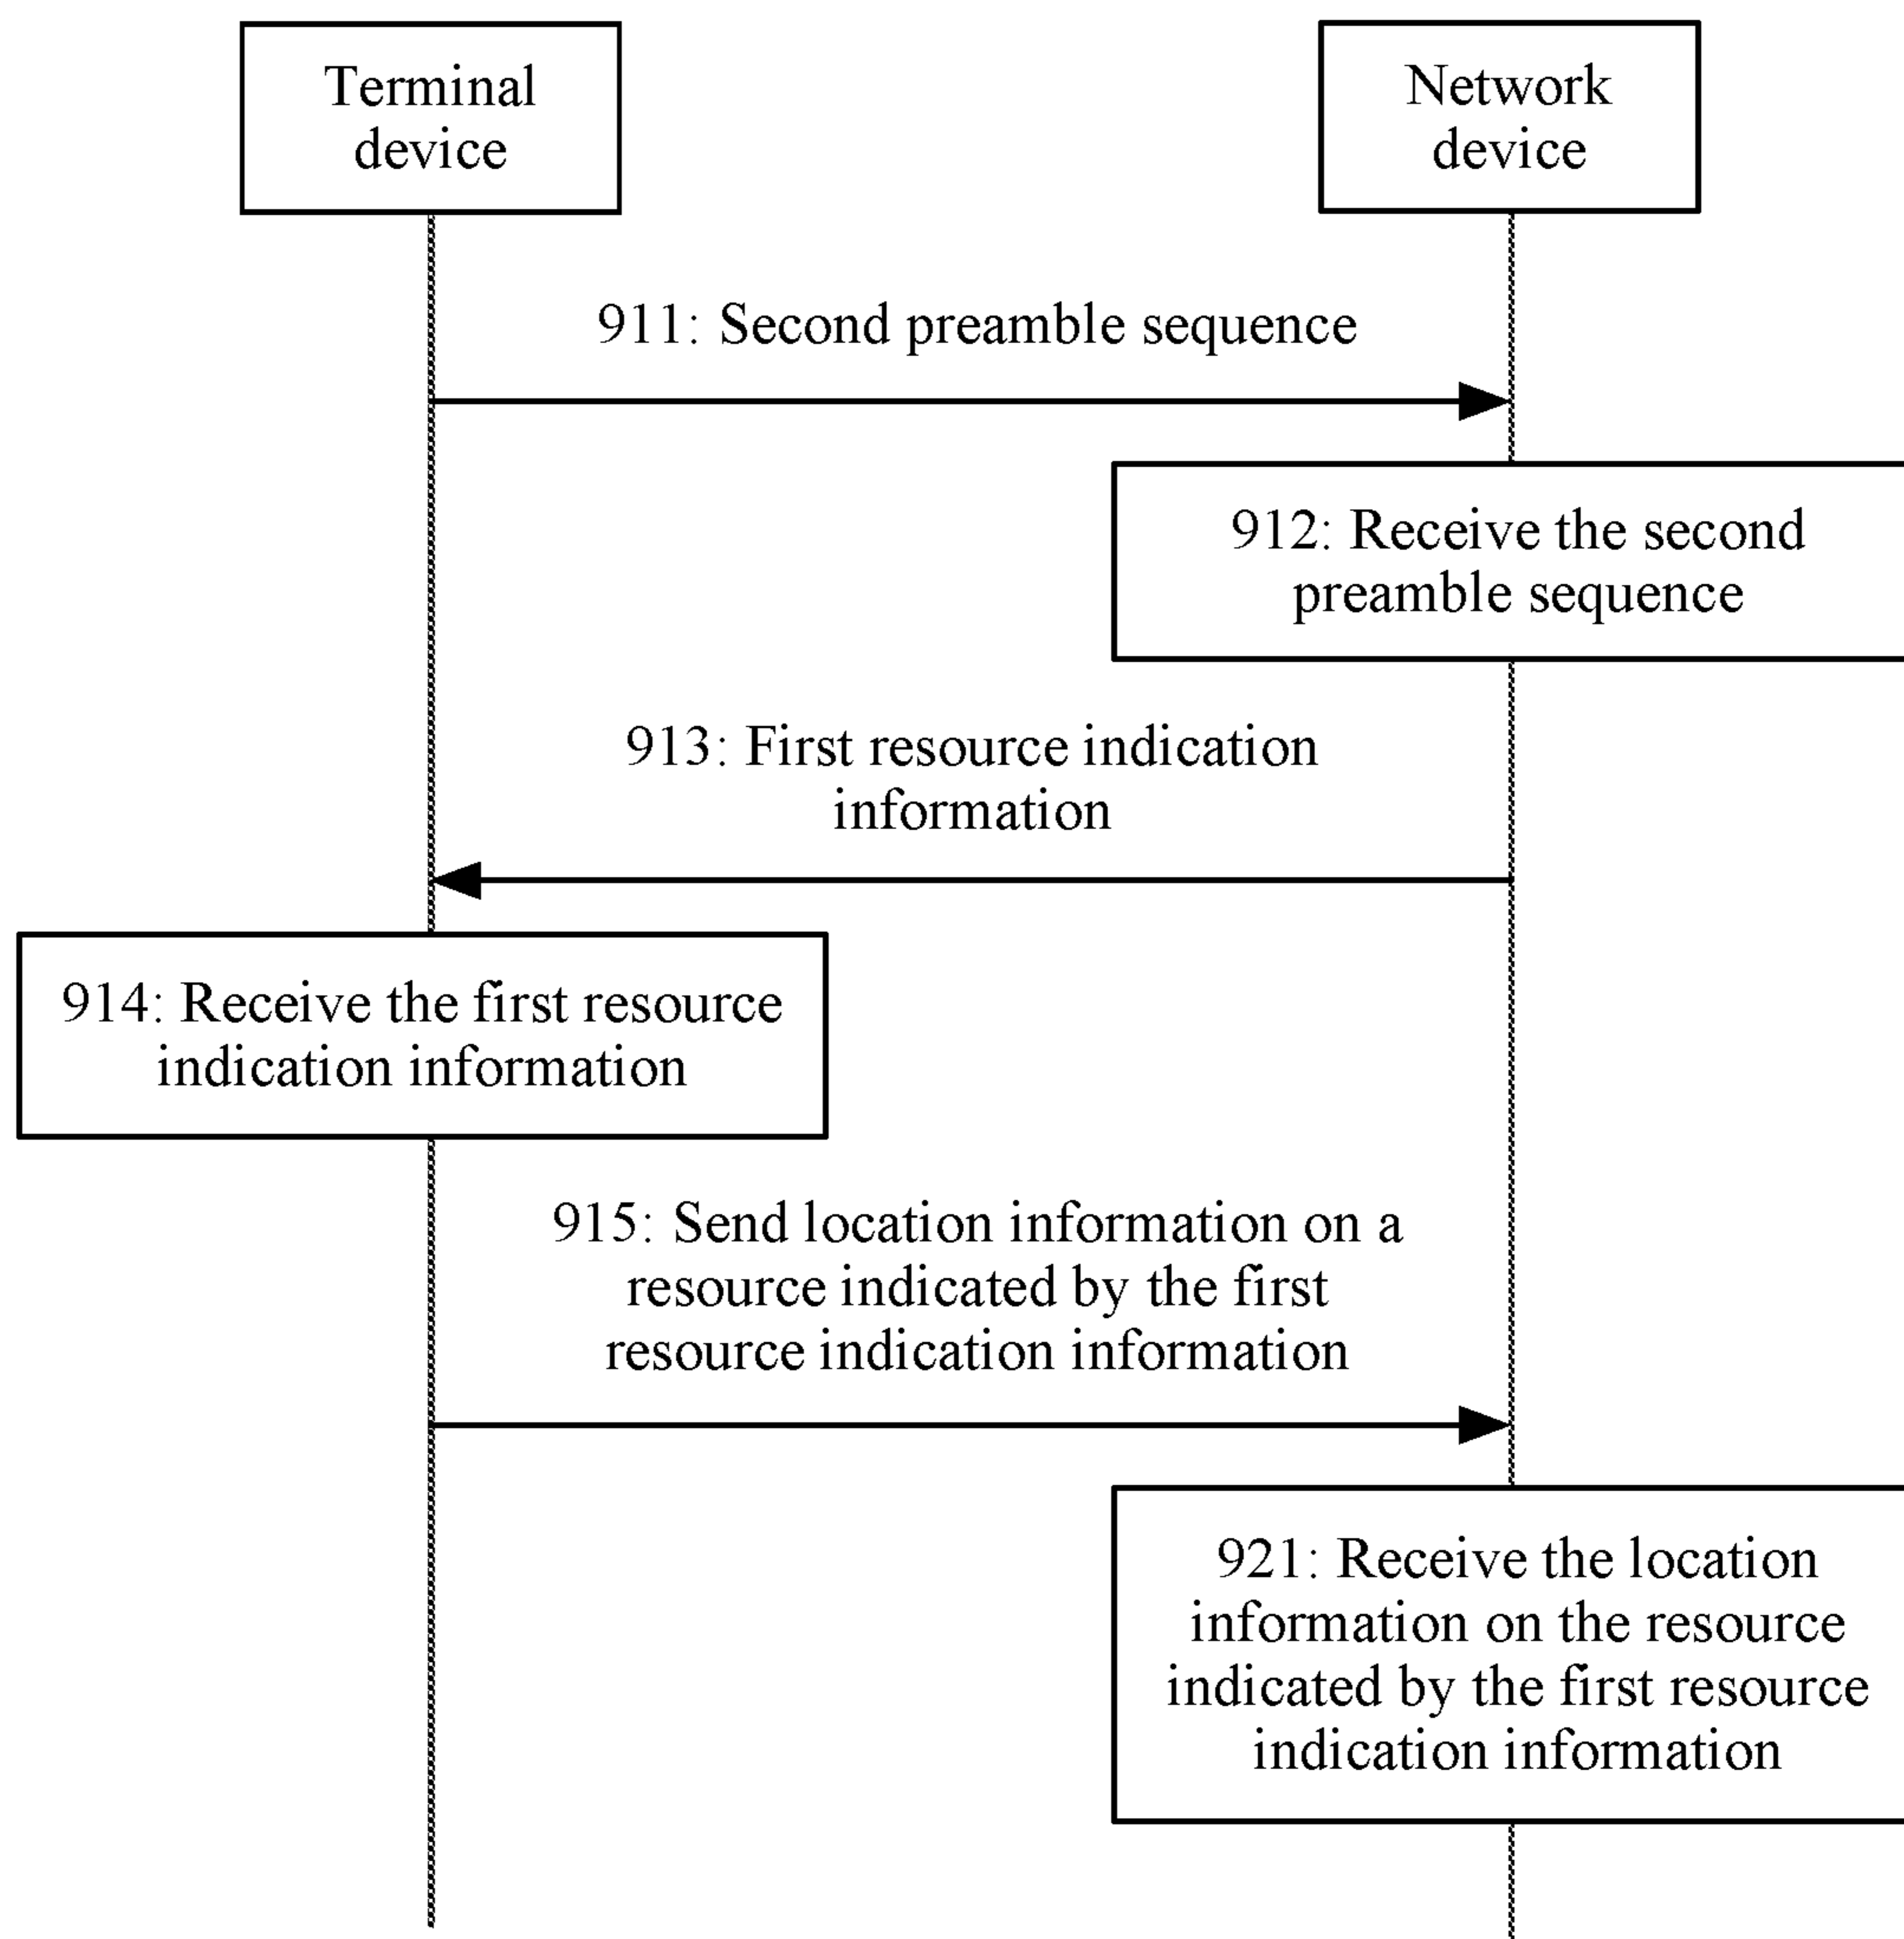 Terminal
device
Network
device
911: Second preamble sequence
912: Receive the second
preamble sequence
913: First resource indication
information
914: Receive the first resource
indication information
915: Send location information on a
resource indicated by the first
resource indication information
921: Receive the location
information on the resource
indicated by the first resource
indication information